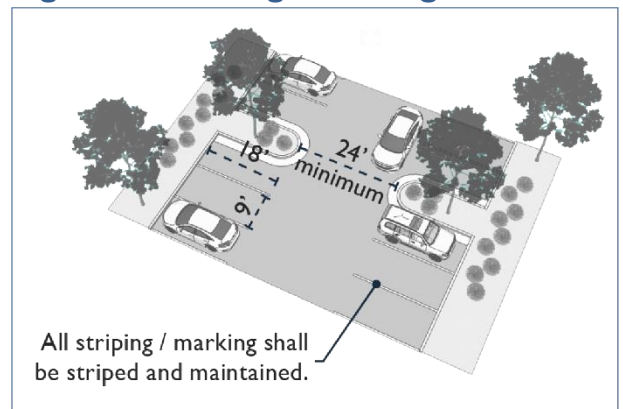 18'
24'
minimum
9'
All striping / marking shall
be striped and maintained.